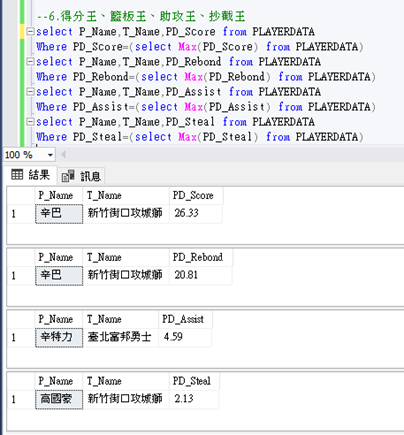 --6.得分王、籃板王、助攻王、抄截王
select P_Name,T_Name,PD_Score from PLAYERDATA
Where PD_Score=(select Max(PD_Score) from PLAYERDATA)
select P_Name,T_Name,PD_Rebond from PLAYERDATA
Where PD_Rebond=(select Max(PD_Rebond) from PLAYERDATA)
select P_Name,T_Name,PD_Assist from PLAYERDATA
Where PD_Assist=(select Max(PD_Assist) from PLAYERDATA)
select P_Name,T_Name,PD_Steal from PLAYERDATA
Where PD_Steal=(select Max(PD_Steal) from PLAYERDATA)
100 %
結果 訊息
P_Name T_Name PD_Score
1 辛巴 新竹街口攻城獅 26.33
P_Name T_Name PD_Rebond
1 辛巴 新竹街口攻城獅 20.81
P_Name T_Name PD_Assist
1 辛特力 臺北富邦勇士 4.59
P_Name T_Name PD_Steal
1 高國豪 新竹街口攻城獅 2.13